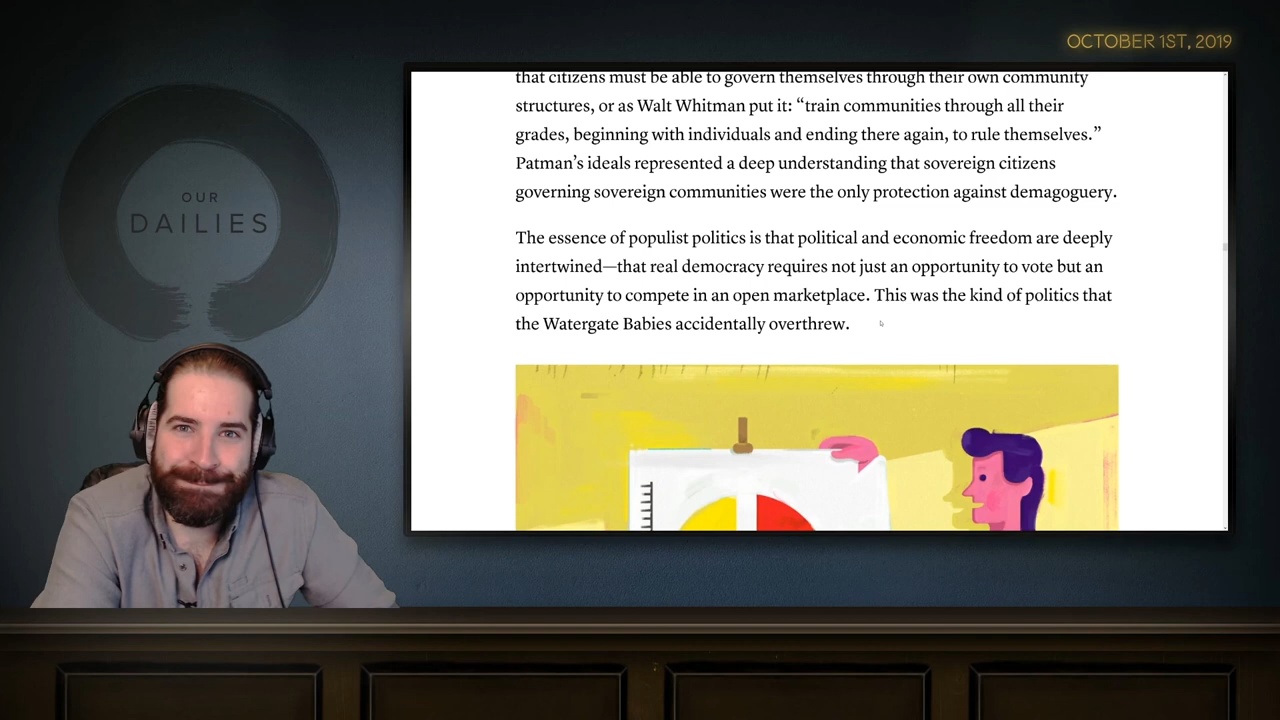 OCTOBER 1ST, 2019
OUR
DAILIES
that citizens must be able to govern themselves through their own community
structures, or as Walt Whitman put it: “train communities through all their
grades, beginning with individuals and ending there again, to rule themselves.”
Patman’s ideals represented a deep understanding that sovereign citizens
governing sovereign communities were the only protection against demagoguery.
The essence of populist politics is that political and economic freedom are deeply
intertwined—that real democracy requires not just an opportunity to vote but an
opportunity to compete in an open marketplace. This was the kind of politics that
the Watergate Babies accidentally overthrew.